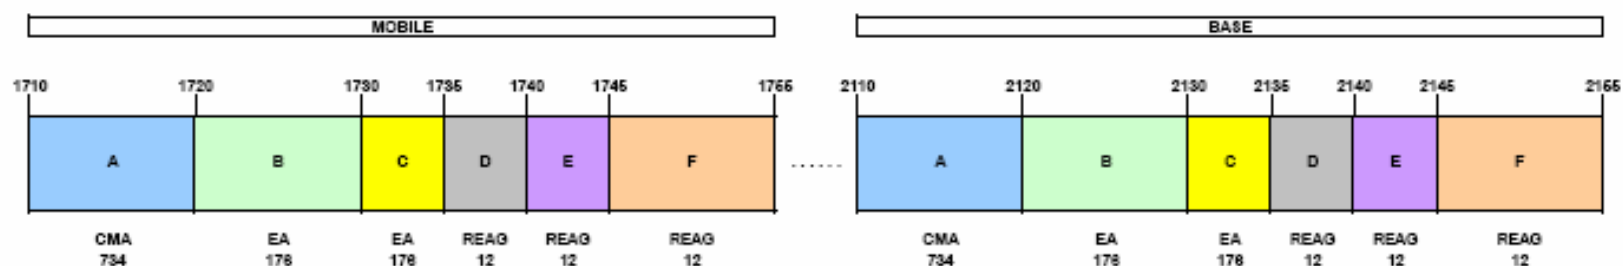 MOBILE BASE
1710 1720 1730 1735 1740 1745 1755 2110 2120 2130 2135 2140 2145 2155
A B C D E F ...... A B C D E F
CMA EA EA REAG REAG REAG CMA EA EA REAG REAG REAG
734 176 176 12 12 12 734 176 176 12 12 12